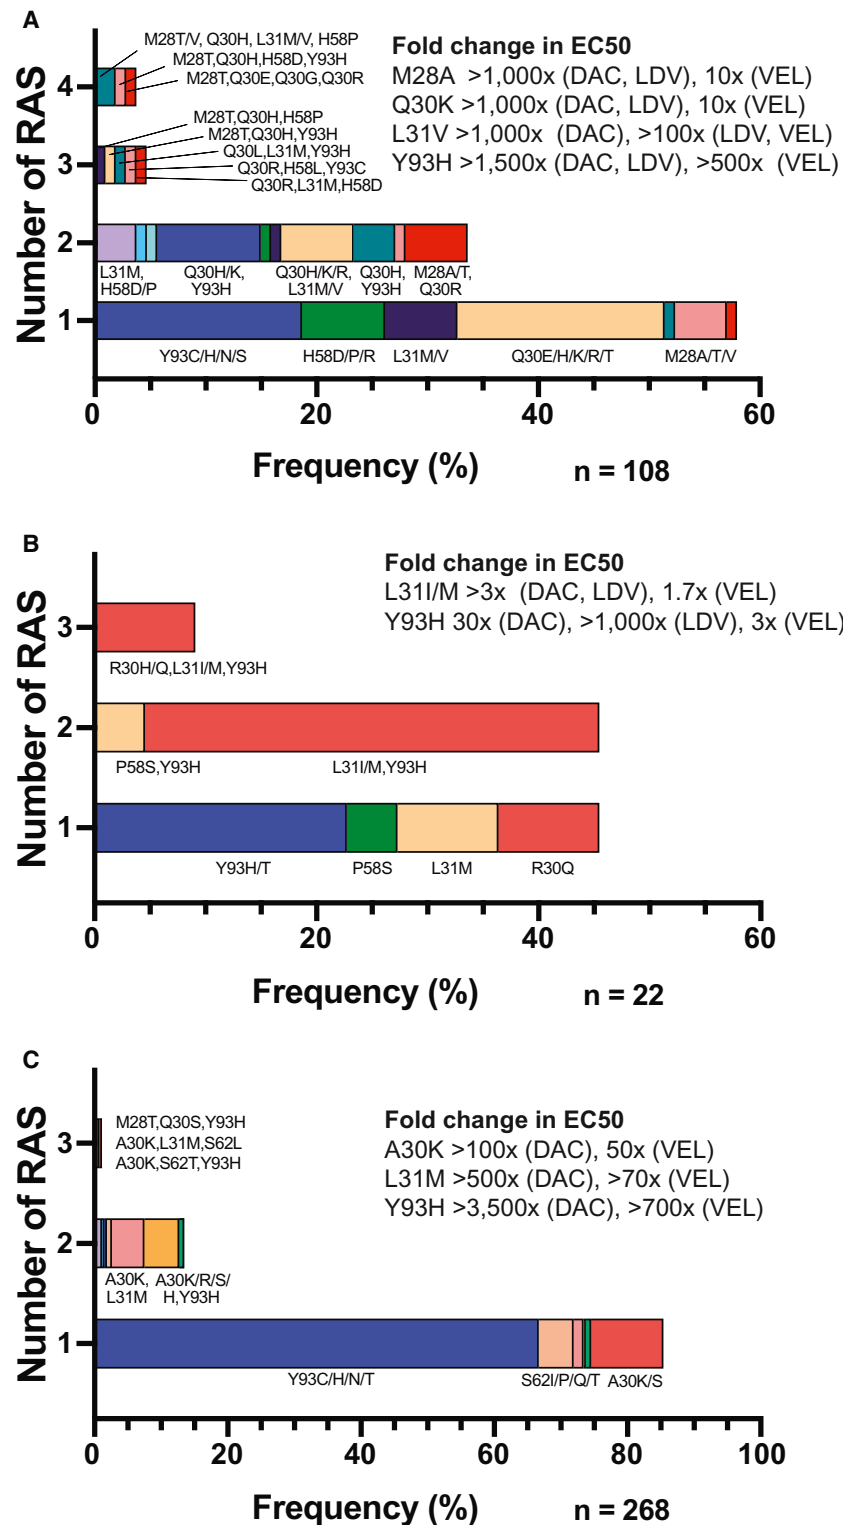 A
Number of RAS
4
3
2
1
M28T/V, Q30H, L31M/V, H58P
M28T,Q30H,H58D,Y93H
M28T,Q30E,Q30G,Q30R
M28T,Q30H,H58P
M28T,Q30H,Y93H
Q30L,L31M,Y93H
Q30R,H58L,Y93C
Q30R,L31M,H58D
Fold change in EC50
M28A >1,000x (DAC, LDV), 10x (VEL)
Q30K >1,000x (DAC, LDV), 10x (VEL)
L31V >1,000x (DAC), >100x (LDV, VEL)
Y93H >1,500x (DAC, LDV), >500x (VEL)
L31M,
H58D/P
Q30H/K,
Y93H
Q30H/K/R,
L31M/V
Q30H,
Y93H
M28A/T,
Q30R
Y93C/H/N/S
H58D/P/R
L31M/V
Q30E/H/K/R/T
M28A/T/V
0 20 40 60
Frequency (%)
n = 108
B
Number of RAS
3
2
1
Fold change in EC50
L31I/M >3x (DAC, LDV), 1.7x (VEL)
Y93H 30x (DAC), >1,000x (LDV), 3x (VEL)
R30H/Q,L31I/M,Y93H
P58S,Y93H
L31I/M,Y93H
Y93H/T
P58S
L31M
R30Q
0 20 40 60
Frequency (%)
n = 22
C
Number of RAS
3
2
1
M28T,Q30S,Y93H
A30K,L31M,S62L
A30K,S62T,Y93H
Fold change in EC50
A30K >100x (DAC), 50x (VEL)
L31M >500x (DAC), >70x (VEL)
Y93H >3,500x (DAC), >700x (VEL)
A30K,
L31M
A30K/R/S/
H,Y93H
Y93C/H/N/T
S62I/P/Q/T
A30K/S
0 20 40 60 80 100
Frequency (%)
n = 268